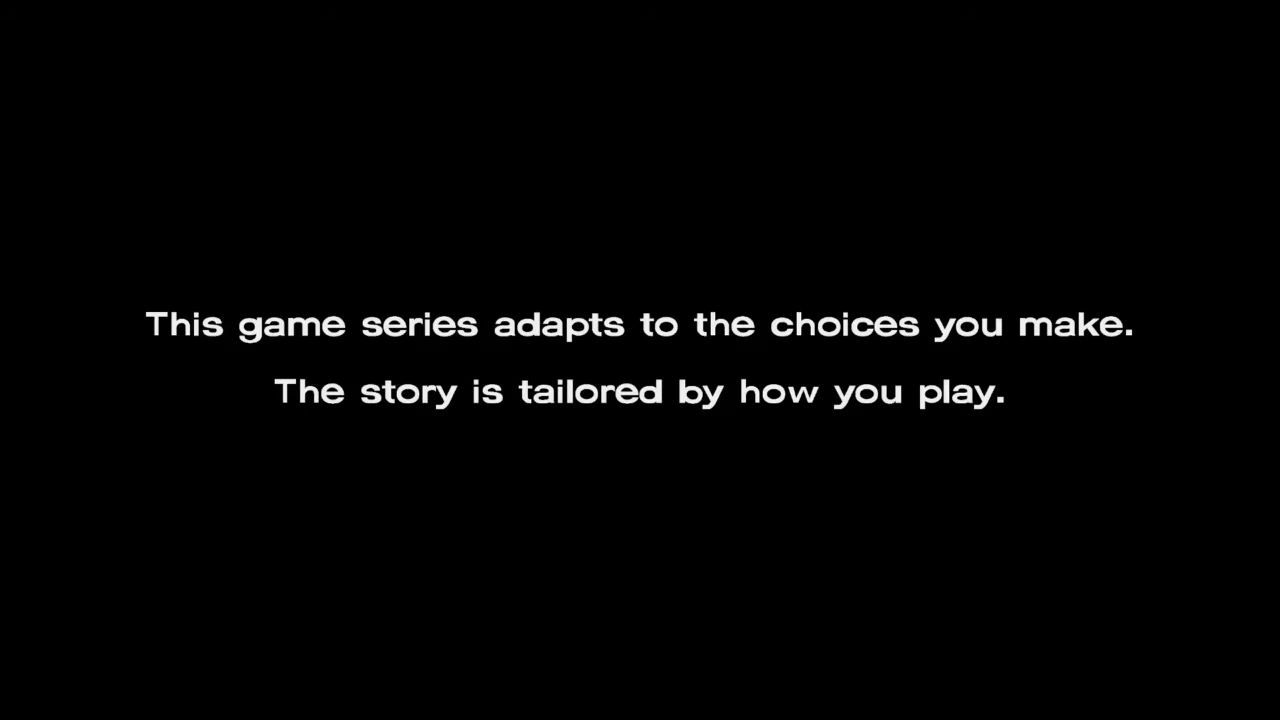 This game series adapts to the choices you make.
The story is tailored by how you play.